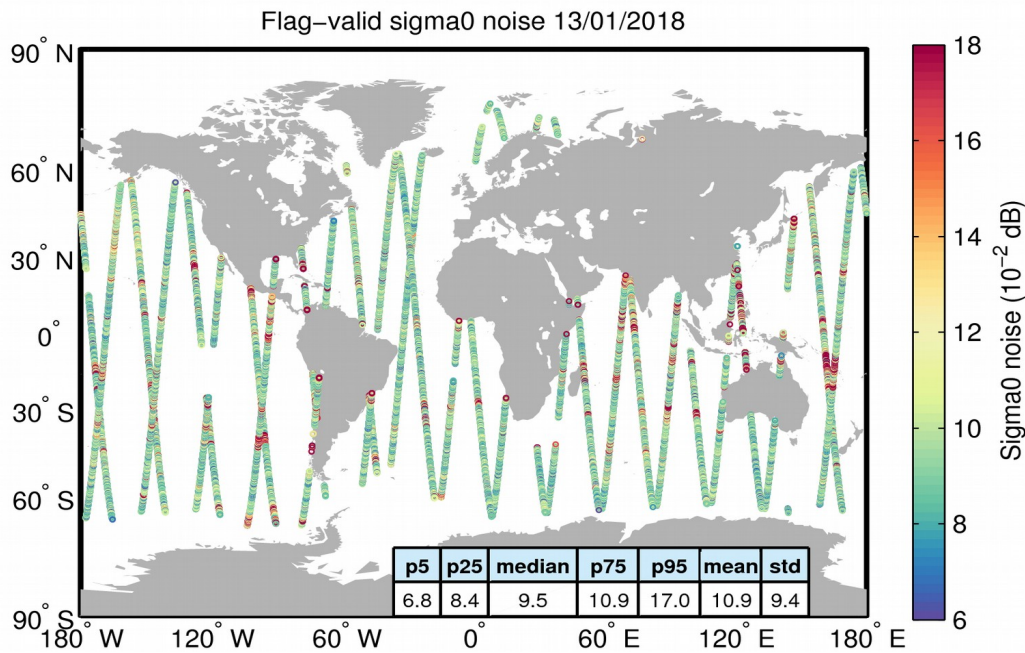 Flag−valid sigma0 noise 13/01/2018
90° N
60° N
30° N
0°
30° S
60° S
90° S
180° W
120° W
60° W
0°
60° E
120° E
180° E
p5 p25 median p75 p95 mean std
6.8 8.4 9.5 10.9 17.0 10.9 9.4
18
16
14
12
10
8
6
Sigma0 noise (10⁻² dB)